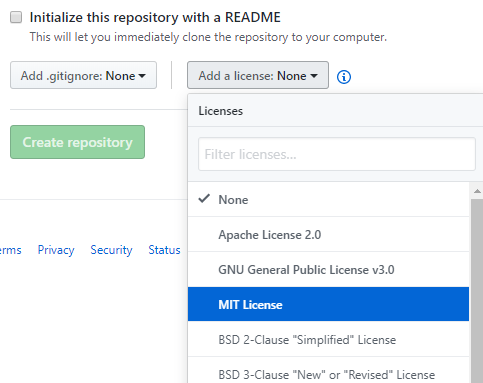 Initialize this repository with a README
This will let you immediately clone the repository to your computer.
Add .gitignore: None
Add a license: None
Licenses
Filter licenses...
None
Create repository
Apache License 2.0
erms Privacy Security Status
GNU General Public License v3.0
MIT License
BSD 2-Clause "Simplified" License
BSD 3-Clause "New" or "Revised" License